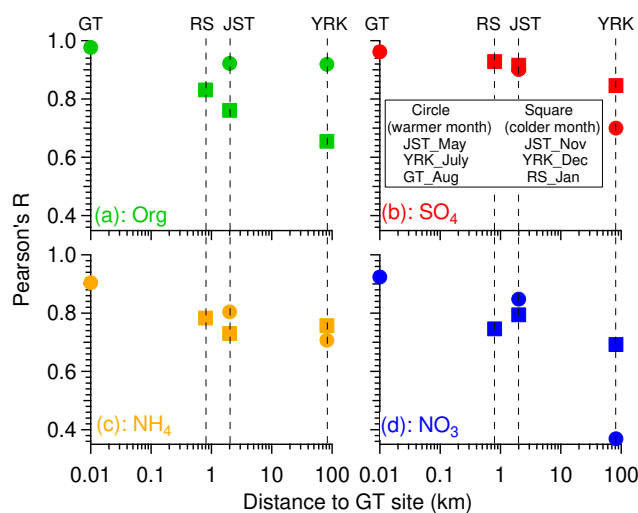 GT RS JST YRK GT RS JST YRK
1.0
0.8
0.6
0.4
(a): Org
(b): SO4
Circle Square
(warmer month) (colder month)
JST_May JST_Nov
YRK_July YRK_Dec
GT_Aug RS_Jan
Pearson's R
1.0
0.8
0.6
0.4
(c): NH4
(d): NO3
0.01 0.1 1 10 100 0.01 0.1 1 10 100
Distance to GT site (km)